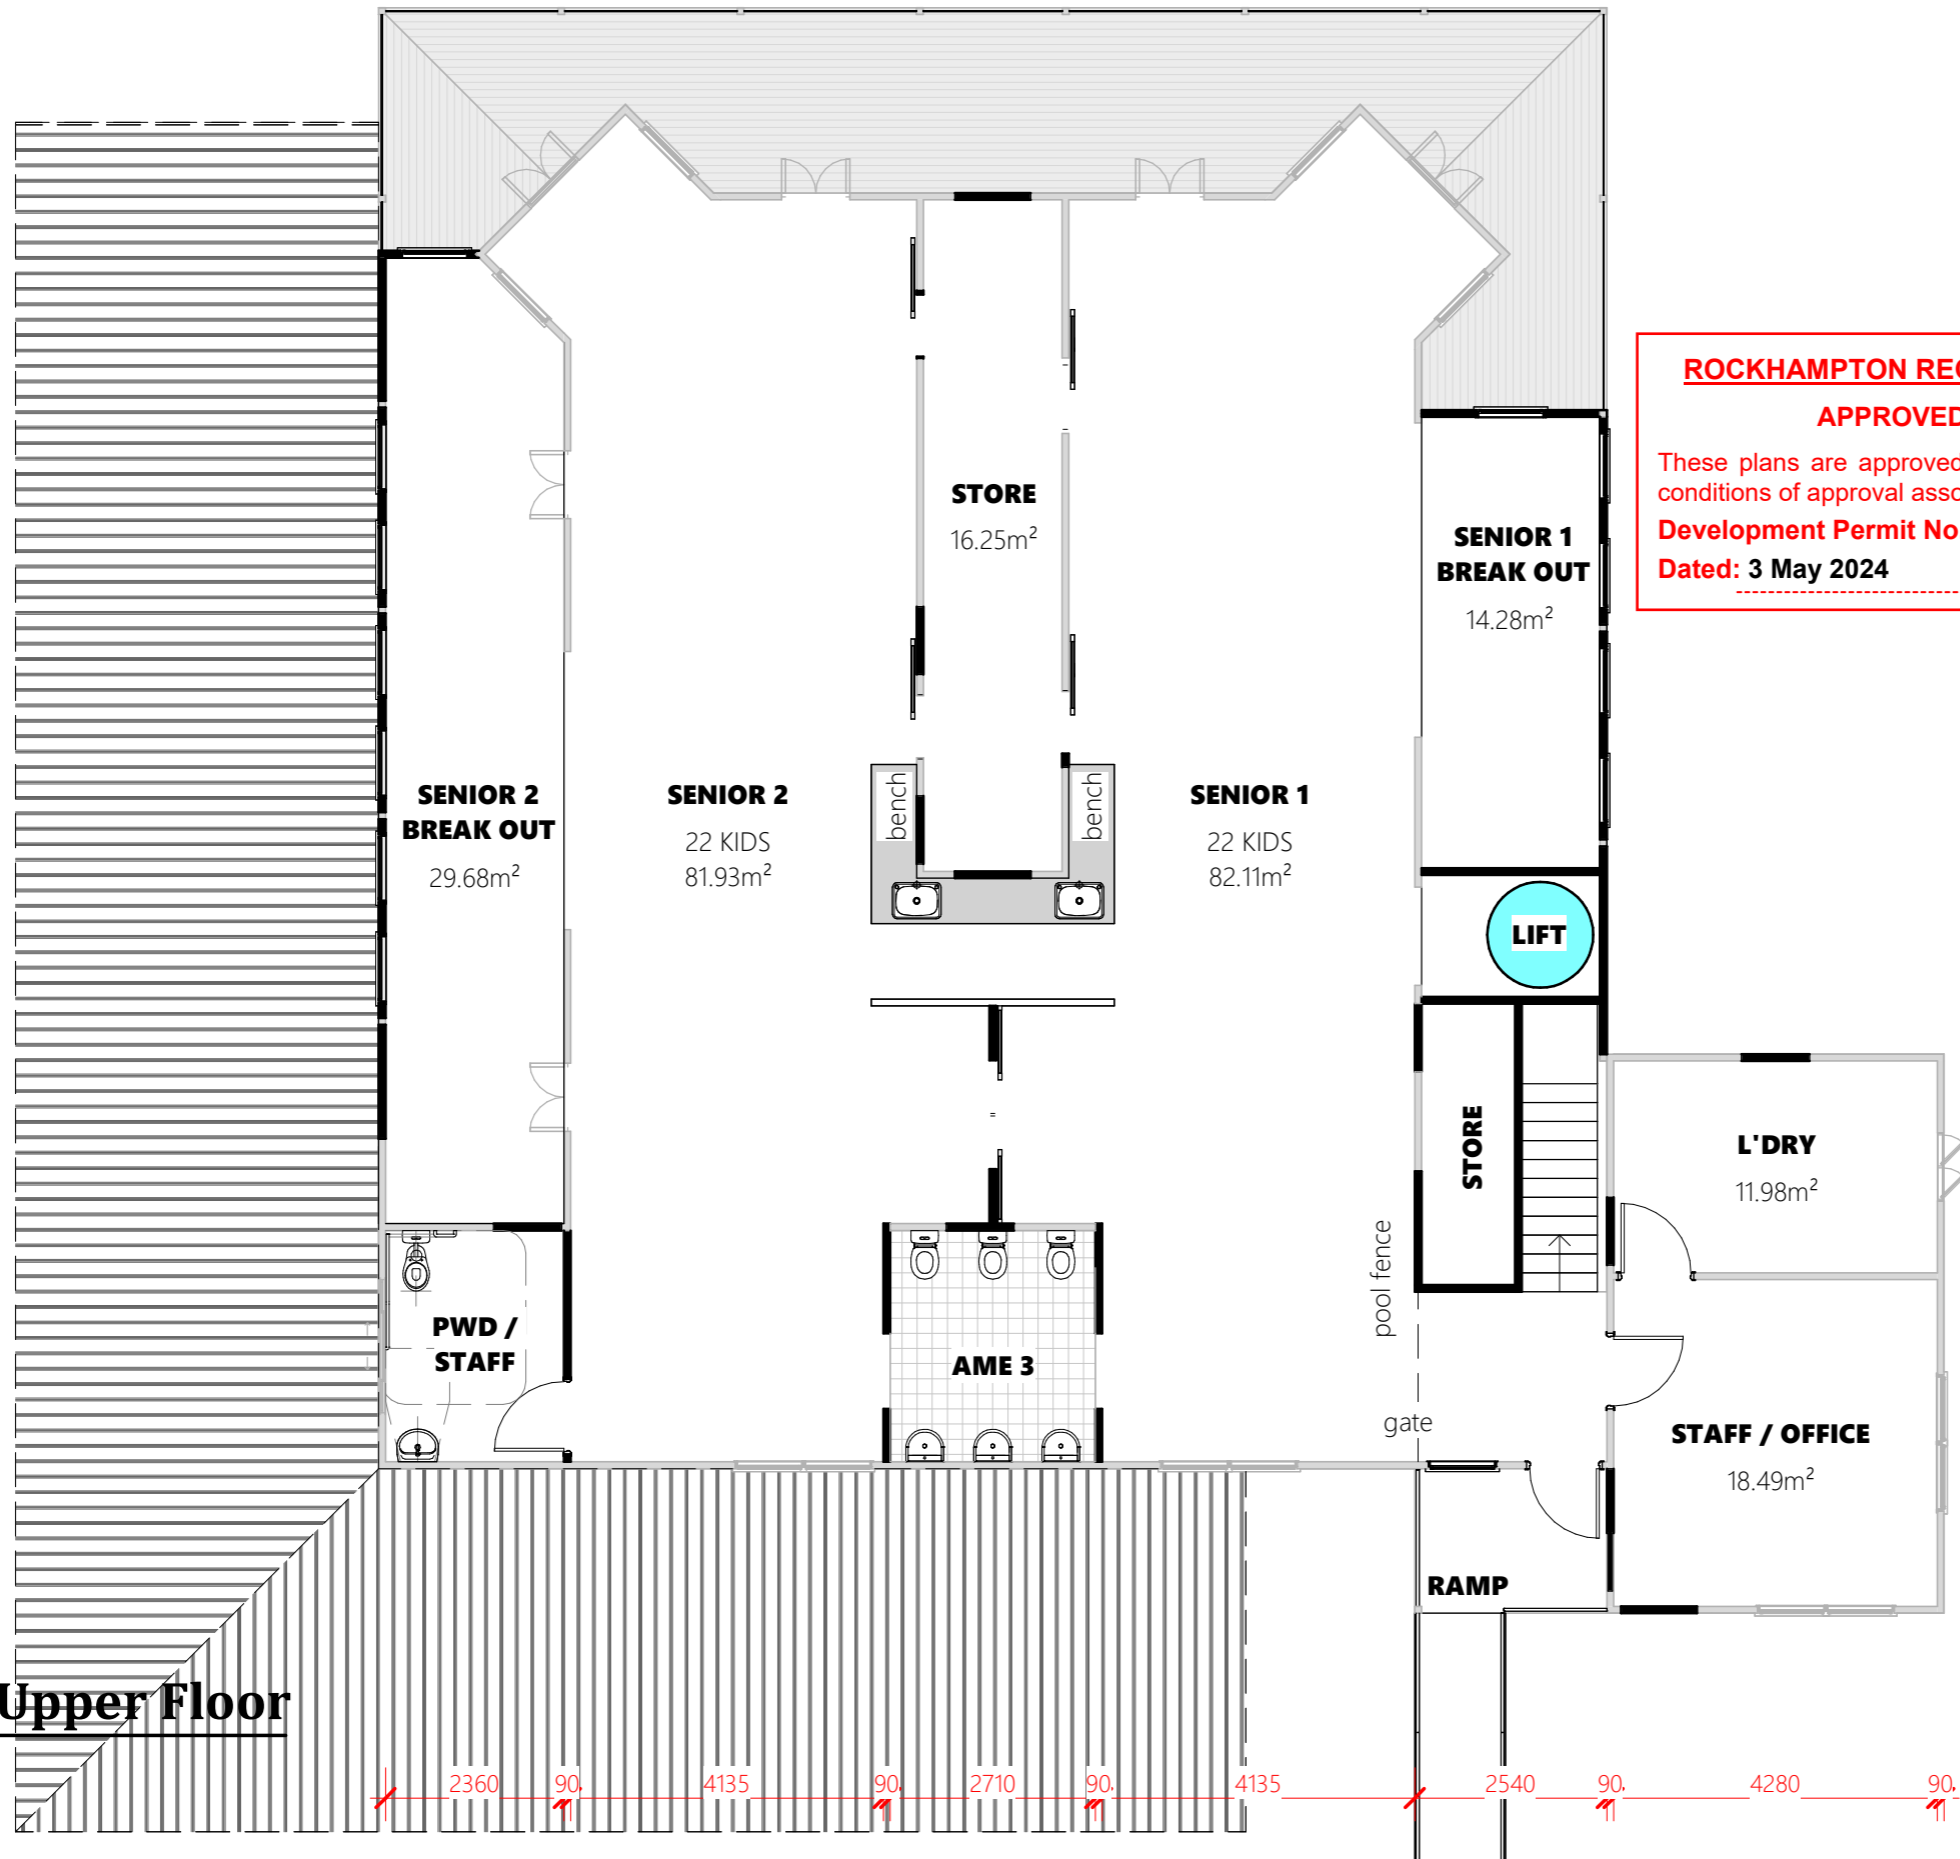 ROCKHAMPTON
APPROVED
These plans are approved
conditions of approval
Development Permit No
Dated: 3 May 2024
STORE
16.25m²
SENIOR 1
BREAK OUT
14.28m²
SENIOR 2
BREAK OUT
29.68m²
SENIOR 2
22 KIDS
81.93m²
bench
bench
SENIOR 1
22 KIDS
82.11m²
LIFT
STORE
L'DRY
11.98m²
pool fence
PWD /
STAFF
AME 3
gate
STAFF / OFFICE
18.49m²
RAMP
Upper Floor
2360 90 4135 90 2710 90 4135 2540 90 4280 90